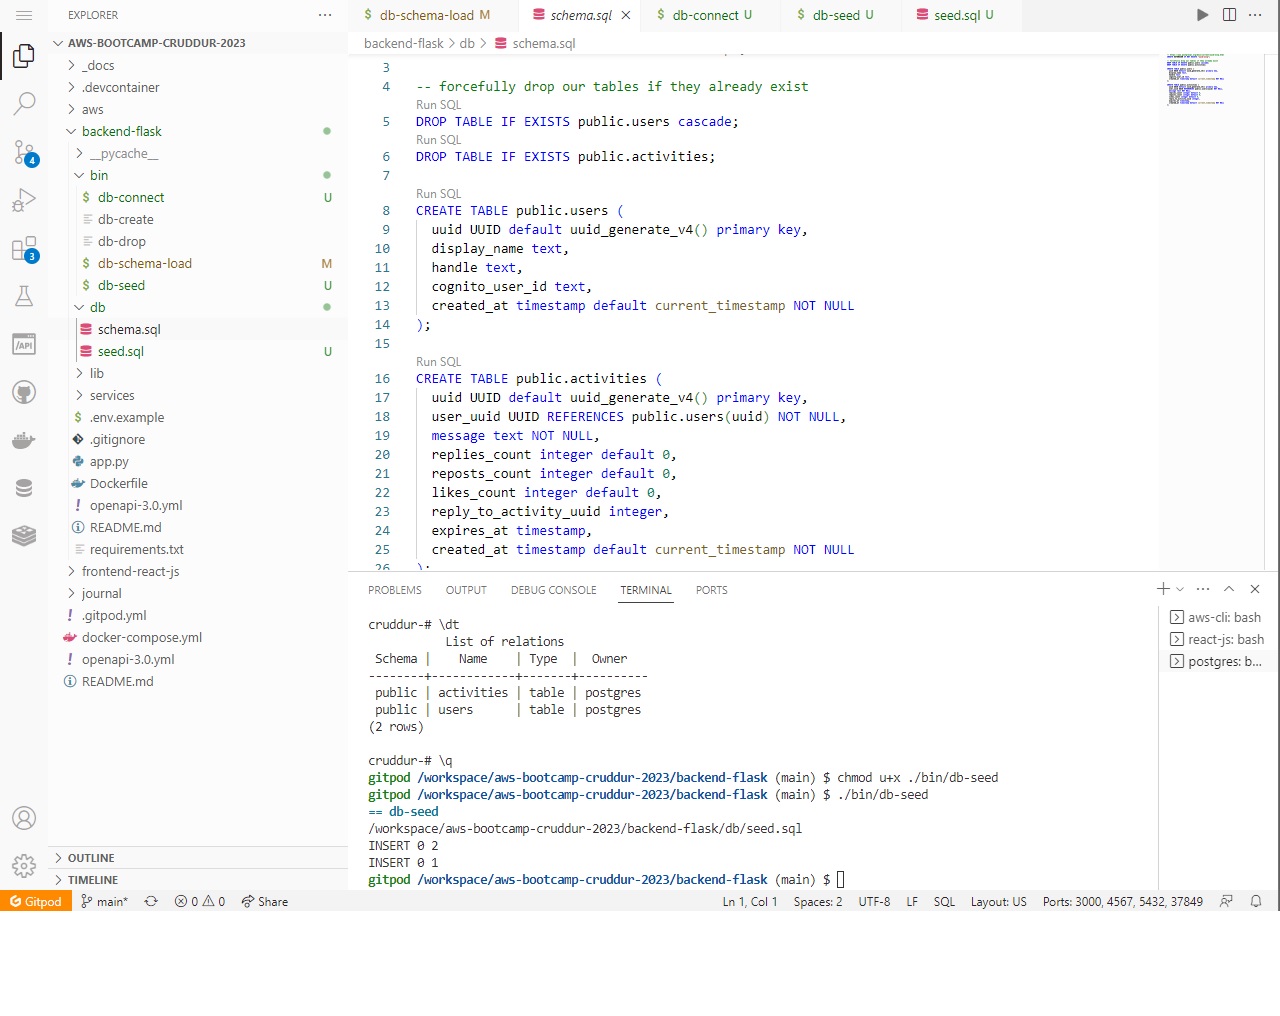 EXPLORER
AWS-BOOTCAMP-CRUDDUR-2023
_docs
.devcontainer
aws
backend-flask
__pycache__
bin
db-connect U
db-create
db-drop
db-schema-load M
db-seed U
db
schema.sql
seed.sql U
lib
services
.env.example
.gitignore
app.py
Dockerfile
openapi-3.0.yml
README.md
requirements.txt
frontend-react-js
journal
.gitpod.yml
docker-compose.yml
openapi-3.0.yml
README.md
OUTLINE
TIMELINE
4
3
/API
db-schema-load M schema.sql db-connect U db-seed U seed.sql U
backend-flask > db > schema.sql
3
4 -- forcefully drop our tables if they already exist
Run SQL
5 DROP TABLE IF EXISTS public.users cascade;
Run SQL
6 DROP TABLE IF EXISTS public.activities;
7
Run SQL
8 CREATE TABLE public.users (
9 uuid UUID default uuid_generate_v4() primary key,
10 display_name text,
11 handle text,
12 cognito_user_id text,
13 created_at timestamp default current_timestamp NOT NULL
14 );
15
Run SQL
16 CREATE TABLE public.activities (
17 uuid UUID default uuid_generate_v4() primary key,
18 user_uuid UUID REFERENCES public.users(uuid) NOT NULL,
19 message text NOT NULL,
20 replies_count integer default 0,
21 reposts_count integer default 0,
22 likes_count integer default 0,
23 reply_to_activity_uuid integer,
24 expires_at timestamp,
25 created_at timestamp default current_timestamp NOT NULL
26 );
PROBLEMS OUTPUT DEBUG CONSOLE TERMINAL PORTS
aws-cli: bash
react-js: bash
postgres: b...
cruddur-# \dt
List of relations
Schema | Name | Type | Owner
--------+------------+-------+----------
public | activities | table | postgres
public | users | table | postgres
(2 rows)
cruddur-# \q
gitpod /workspace/aws-bootcamp-cruddur-2023/backend-flask (main) $ chmod u+x ./bin/db-seed
gitpod /workspace/aws-bootcamp-cruddur-2023/backend-flask (main) $ ./bin/db-seed
== db-seed
/workspace/aws-bootcamp-cruddur-2023/backend-flask/db/seed.sql
INSERT 0 2
INSERT 0 1
gitpod /workspace/aws-bootcamp-cruddur-2023/backend-flask (main) $
Gitpod main* 0 0 Share Ln 1, Col 1 Spaces: 2 UTF-8 LF SQL Layout: US Ports: 3000, 4567, 5432, 37849